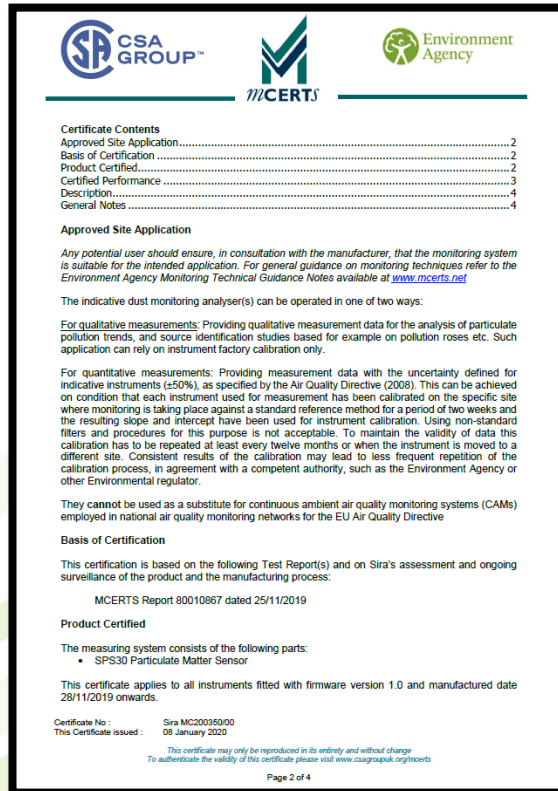 CSA
GROUP™
mCERTs
Environment
Agency
Certificate Contents
Approved Site Application 2
Basis of Certification 2
Product Certified 2
Certified Performance 3
Description 4
General Notes 4
Approved Site Application
Any potential user should ensure, in consultation with the manufacturer, that the monitoring system
is suitable for the intended application. For general guidance on monitoring techniques refer to the
Environment Agency Monitoring Technical Guidance Notes available at www.mcerts.net
The indicative dust monitoring analyser(s) can be operated in one of two ways:
For qualitative measurements: Providing qualitative measurement data for the analysis of particulate
pollution trends, and source identification studies based for example on pollution roses etc. Such
application can rely on instrument factory calibration only.
For quantitative measurements: Providing measurement data with the uncertainty defined for
indicative instruments (±50%), as specified by the Air Quality Directive (2008). This can be achieved
on condition that each instrument used for measurement has been calibrated on the specific site
where monitoring is taking place against a standard reference method for a period of two weeks and
the resulting slope and intercept have been used for instrument calibration. Using non-standard
filters and procedures for this purpose is not acceptable. To maintain the validity of data this
calibration has to be repeated at least every twelve months or when the instrument is moved to a
different site. Consistent results of the calibration may lead to less frequent repetition of the
calibration process, in agreement with a competent authority, such as the Environment Agency or
other Environmental regulator.
They cannot be used as a substitute for continuous ambient air quality monitoring systems (CAMs)
employed in national air quality monitoring networks for the EU Air Quality Directive
Basis of Certification
This certification is based on the following Test Report(s) and on Sira's assessment and ongoing
surveillance of the product and the manufacturing process:
MCERTS Report 80010867 dated 25/11/2019
Product Certified
The measuring system consists of the following parts:
• SPS30 Particulate Matter Sensor
This certificate applies to all instruments fitted with firmware version 1.0 and manufactured date
28/11/2019 onwards.
Certificate No : Sira MC200350/00
This Certificate issued : 08 January 2020
This certificate may only be reproduced in its entirety and without change
To authenticate the validity of this certificate please visit www.csagroupuk.org/mcerts
Page 2 of 4